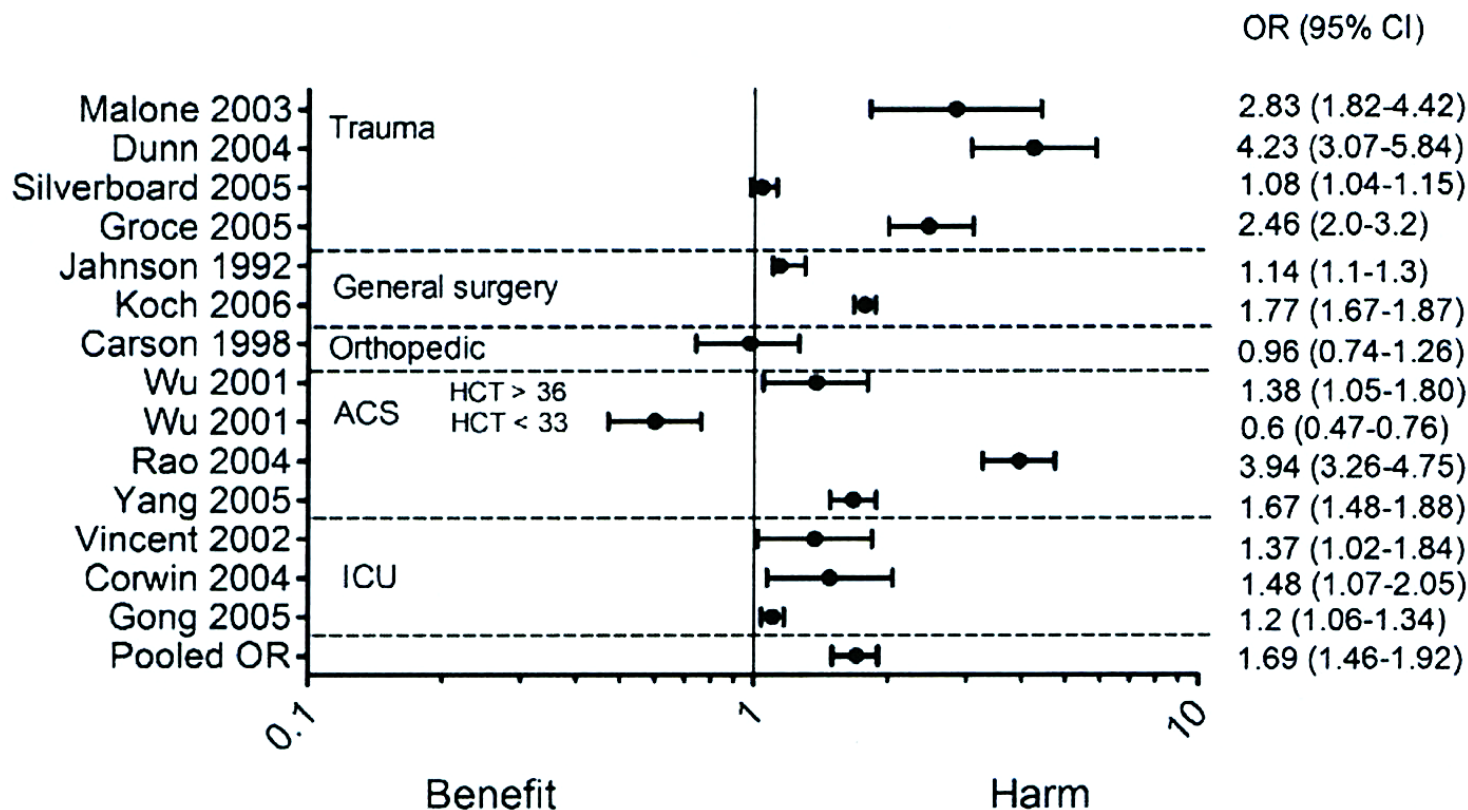 OR (95% CI)
Malone 2003 Trauma 2.83 (1.82-4.42)
Dunn 2004 4.23 (3.07-5.84)
Silverboard 2005 1.08 (1.04-1.15)
Groce 2005 2.46 (2.0-3.2)
Jahnson 1992 General surgery 1.14 (1.1-1.3)
Koch 2006 1.77 (1.67-1.87)
Carson 1998 Orthopedic 0.96 (0.74-1.26)
Wu 2001 ACS HCT > 36 1.38 (1.05-1.80)
Wu 2001 HCT < 33 0.6 (0.47-0.76)
Rao 2004 3.94 (3.26-4.75)
Yang 2005 1.67 (1.48-1.88)
Vincent 2002 1.37 (1.02-1.84)
Corwin 2004 ICU 1.48 (1.07-2.05)
Gong 2005 1.2 (1.06-1.34)
Pooled OR 1.69 (1.46-1.92)
0.1 1 10
Benefit Harm